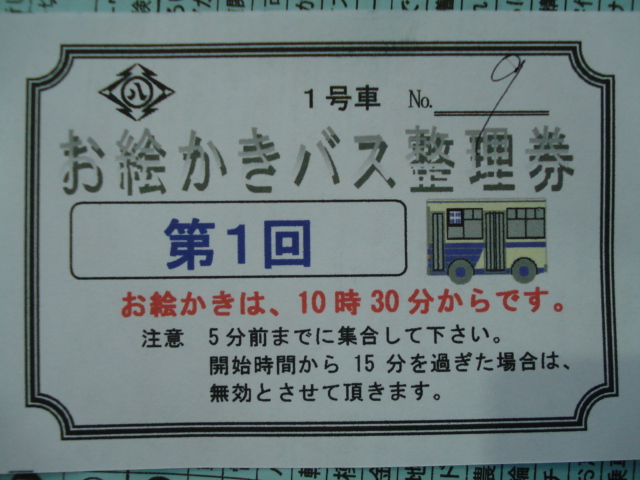 八
1号車 No. 9
お絵かきバス整理券
第1回
お絵かきは、10時30分からです。
注意 5分前までに集合して下さい。
開始時間から 15 分を過ぎた場合は、
無効とさせて頂きます。